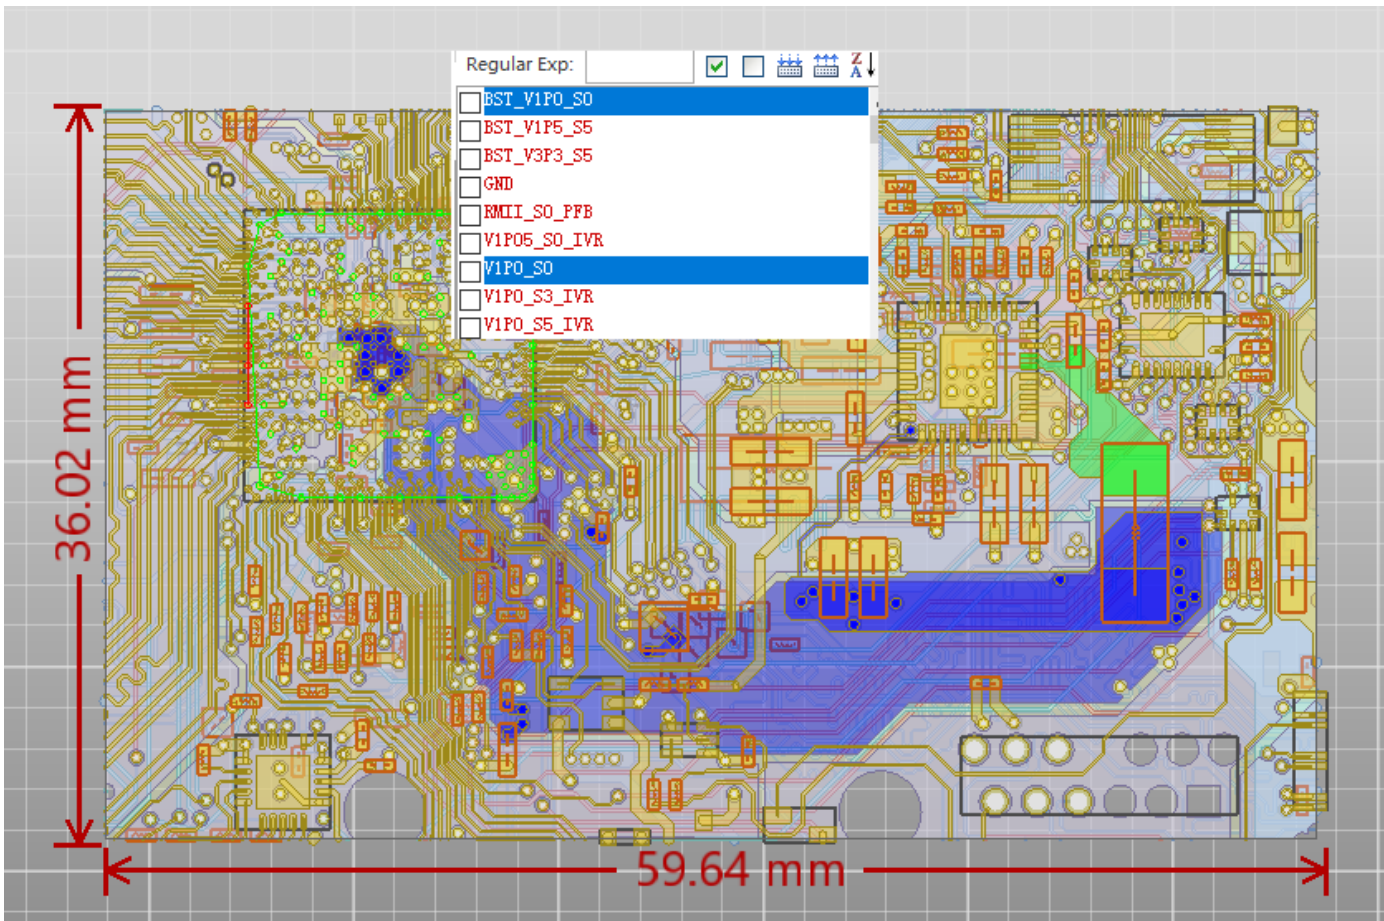 Regular Exp:
BST_V1P0_S0
BST_V1P5_S5
BST_V3P3_S5
GND
RMII_S0_PFB
V1P05_S0_IVR
V1P0_S0
V1P0_S3_IVR
V1P0_S5_IVR
36.02 mm
59.64 mm